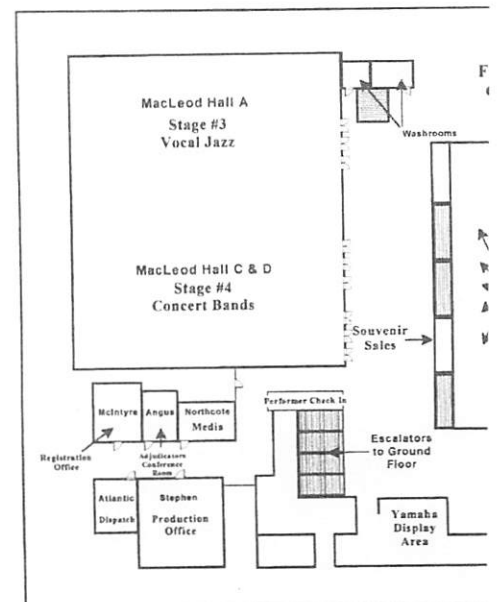 MacLeod Hall A
Stage #3
Vocal Jazz
Washrooms
MacLeod Hall C & D
Stage #4
Concert Bands
Souvenir
Sales
McIntyre
Angus
Northcote
Media
Performer Check In
Registration
Office
Adjudicators
Conference
Room
Escalators
to Ground
Floor
Atlantic
Dispatch
Stephen
Production
Office
Yamaha
Display
Area